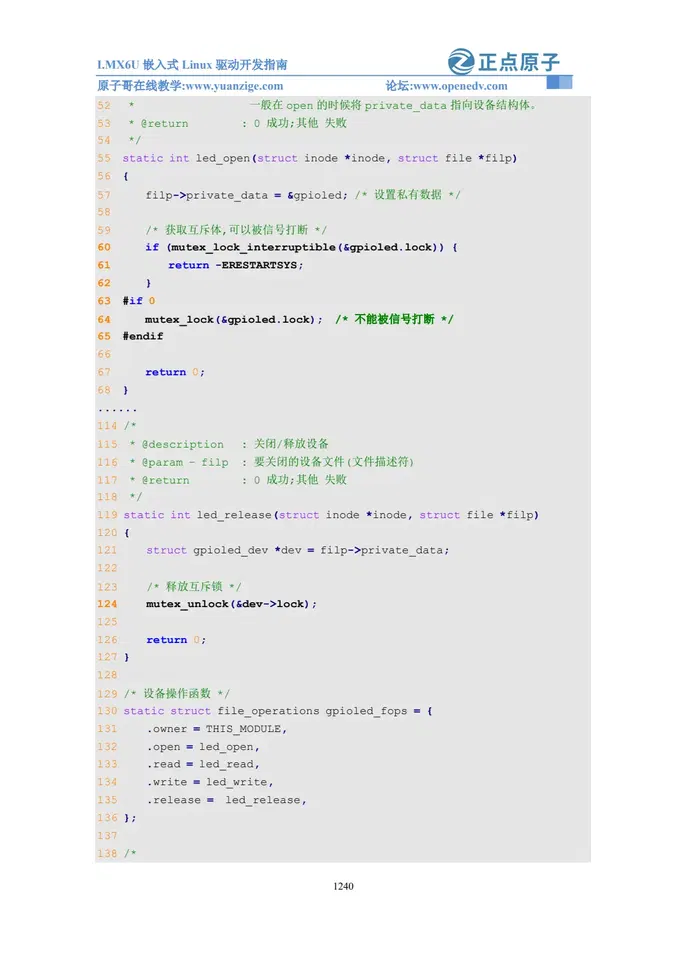 I.MX6U 嵌入式 Linux 驱动开发指南
正点原子
原子哥在线教学:www.yuanzige.com 论坛:www.openedv.com
52 * 一般在 open 的时候将 private_data 指向设备结构体。
53 * @return : 0 成功;其他 失败
54 */
55 static int led_open(struct inode *inode, struct file *filp)
56 {
57 filp->private_data = &gpioled; /* 设置私有数据 */
58
59 /* 获取互斥体,可以被信号打断 */
60 if (mutex_lock_interruptible(&gpioled.lock)) {
61 return -ERESTARTSYS;
62 }
63 #if 0
64 mutex_lock(&gpioled.lock); /* 不能被信号打断 */
65 #endif
66
67 return 0;
68 }
......
114 /*
115 * @description : 关闭/释放设备
116 * @param - filp : 要关闭的设备文件(文件描述符)
117 * @return : 0 成功;其他 失败
118 */
119 static int led_release(struct inode *inode, struct file *filp)
120 {
121 struct gpioled_dev *dev = filp->private_data;
122
123 /* 释放互斥锁 */
124 mutex_unlock(&dev->lock);
125
126 return 0;
127 }
128
129 /* 设备操作函数 */
130 static struct file_operations gpioled_fops = {
131 .owner = THIS_MODULE,
132 .open = led_open,
133 .read = led_read,
134 .write = led_write,
135 .release = led_release,
136 };
137
138 /*
1240